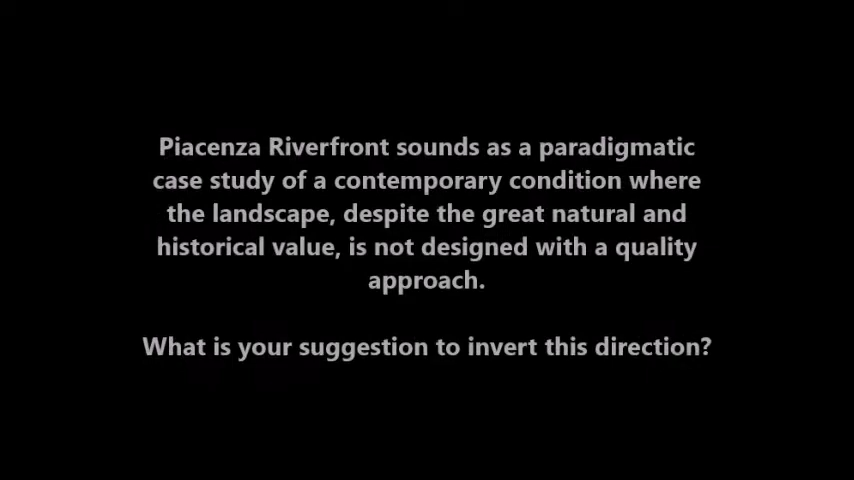 Piacenza Riverfront sounds as a paradigmatic
case study of a contemporary condition where
the landscape, despite the great natural and
historical value, is not designed with a quality
approach.
What is your suggestion to invert this direction?